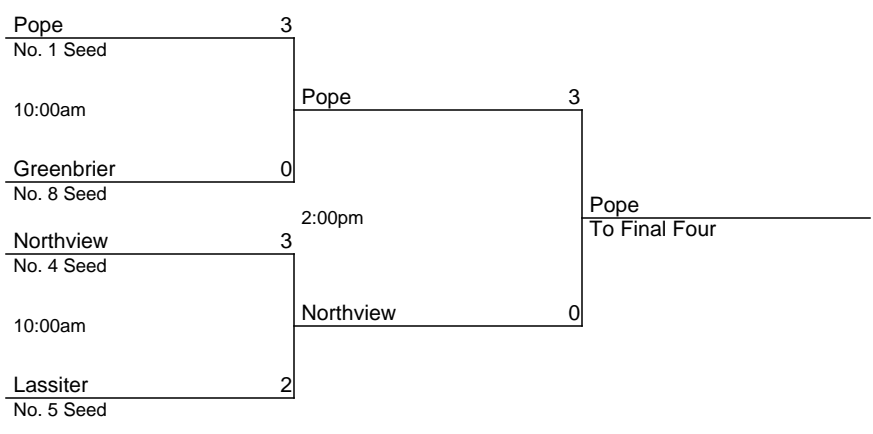 Pope 3
No. 1 Seed
10:00am
Greenbrier 0
No. 8 Seed
Northview 3
No. 4 Seed
10:00am
Lassiter 2
No. 5 Seed
Pope 3
2:00pm
Northview 0
Pope
To Final Four